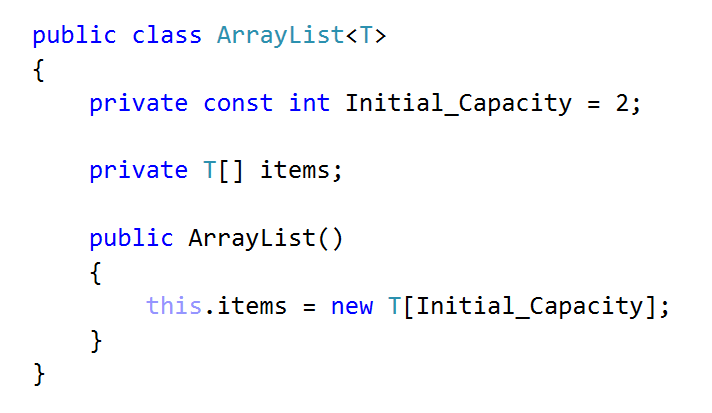 public class ArrayList<T>
{
    private const int Initial_Capacity = 2;
    private T[] items;
    public ArrayList()
    {
        this.items = new T[Initial_Capacity];
    }
}